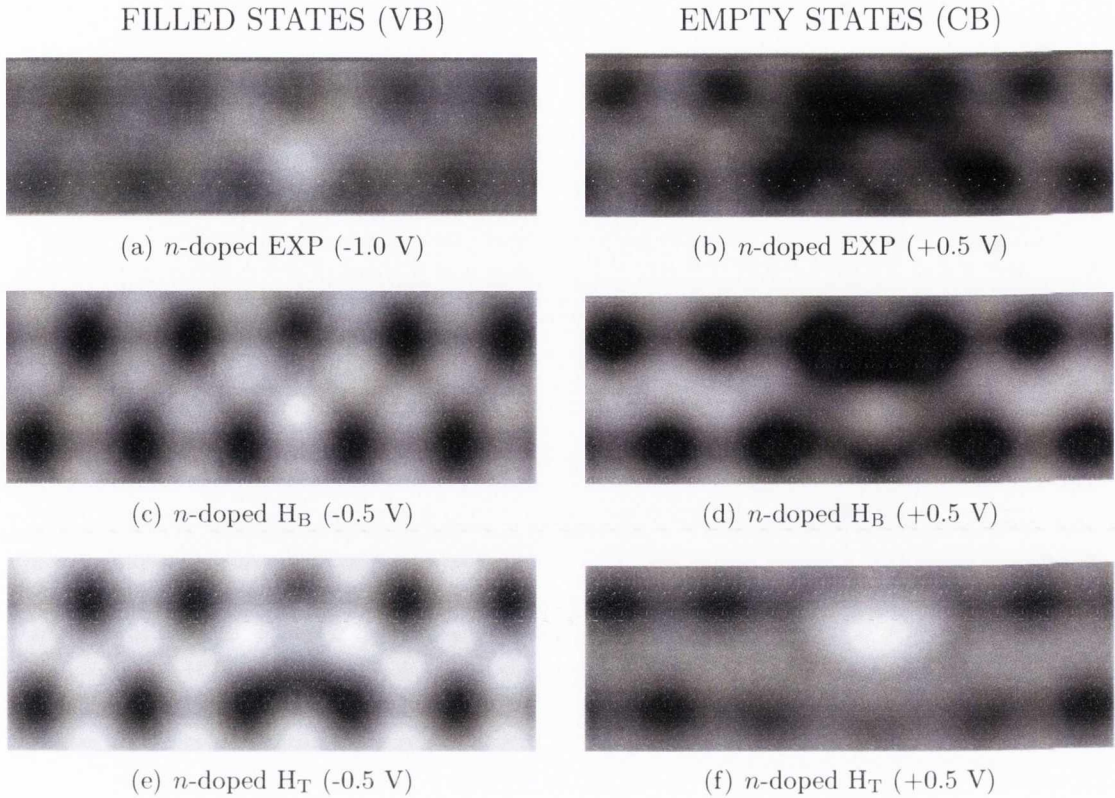 FILLED STATES (VB)
EMPTY STATES (CB)
(a) n-doped EXP (-1.0 V)
(b) n-doped EXP (+0.5 V)
(c) n-doped H_B (-0.5 V)
(d) n-doped H_B (+0.5 V)
(e) n-doped H_T (-0.5 V)
(f) n-doped H_T (+0.5 V)